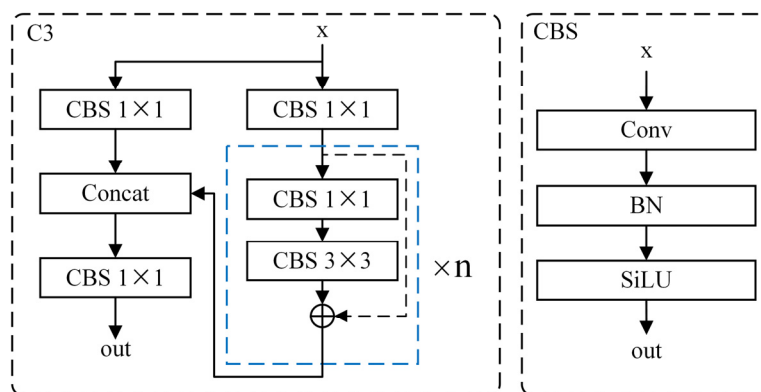 C3
x
CBS 1×1
CBS 1×1
Concat
CBS 1×1
CBS 3×3
×n
CBS 1×1
out
CBS
x
Conv
BN
SiLU
out